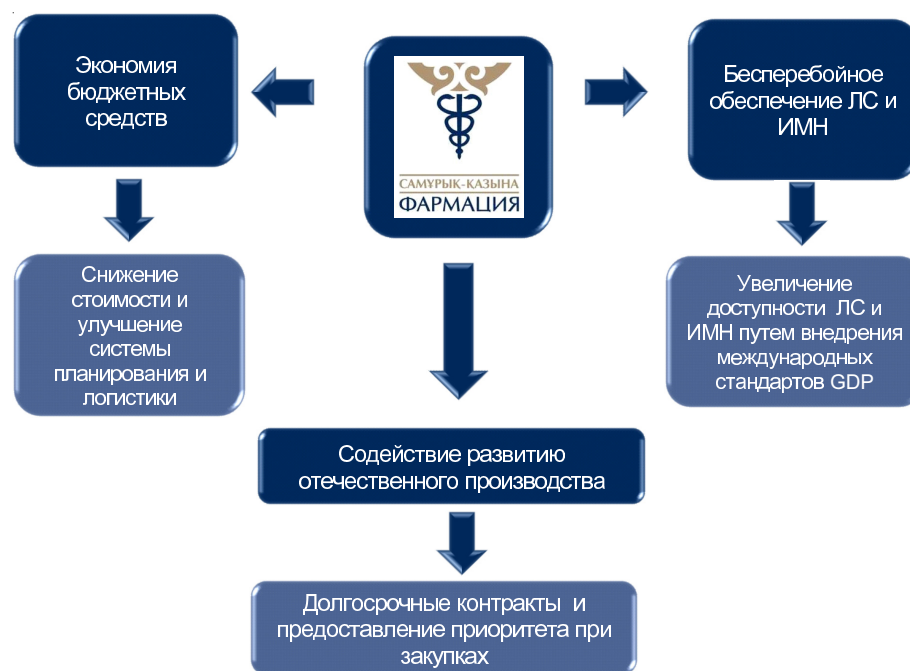 Экономия
бюджетных
средств
САМҰРЫҚ-ҚАЗЫНА
ФАРМАЦИЯ
Бесперебойное
обеспечение ЛС и
ИМН
Снижение
стоимости и
улучшение
системы
планирования и
логистики
Увеличение
доступности ЛС и
ИМН путем внедрения
международных
стандартов GDP
Содействие развитию
отечественного производства
Долгосрочные контракты и
предоставление приоритета при
закупках